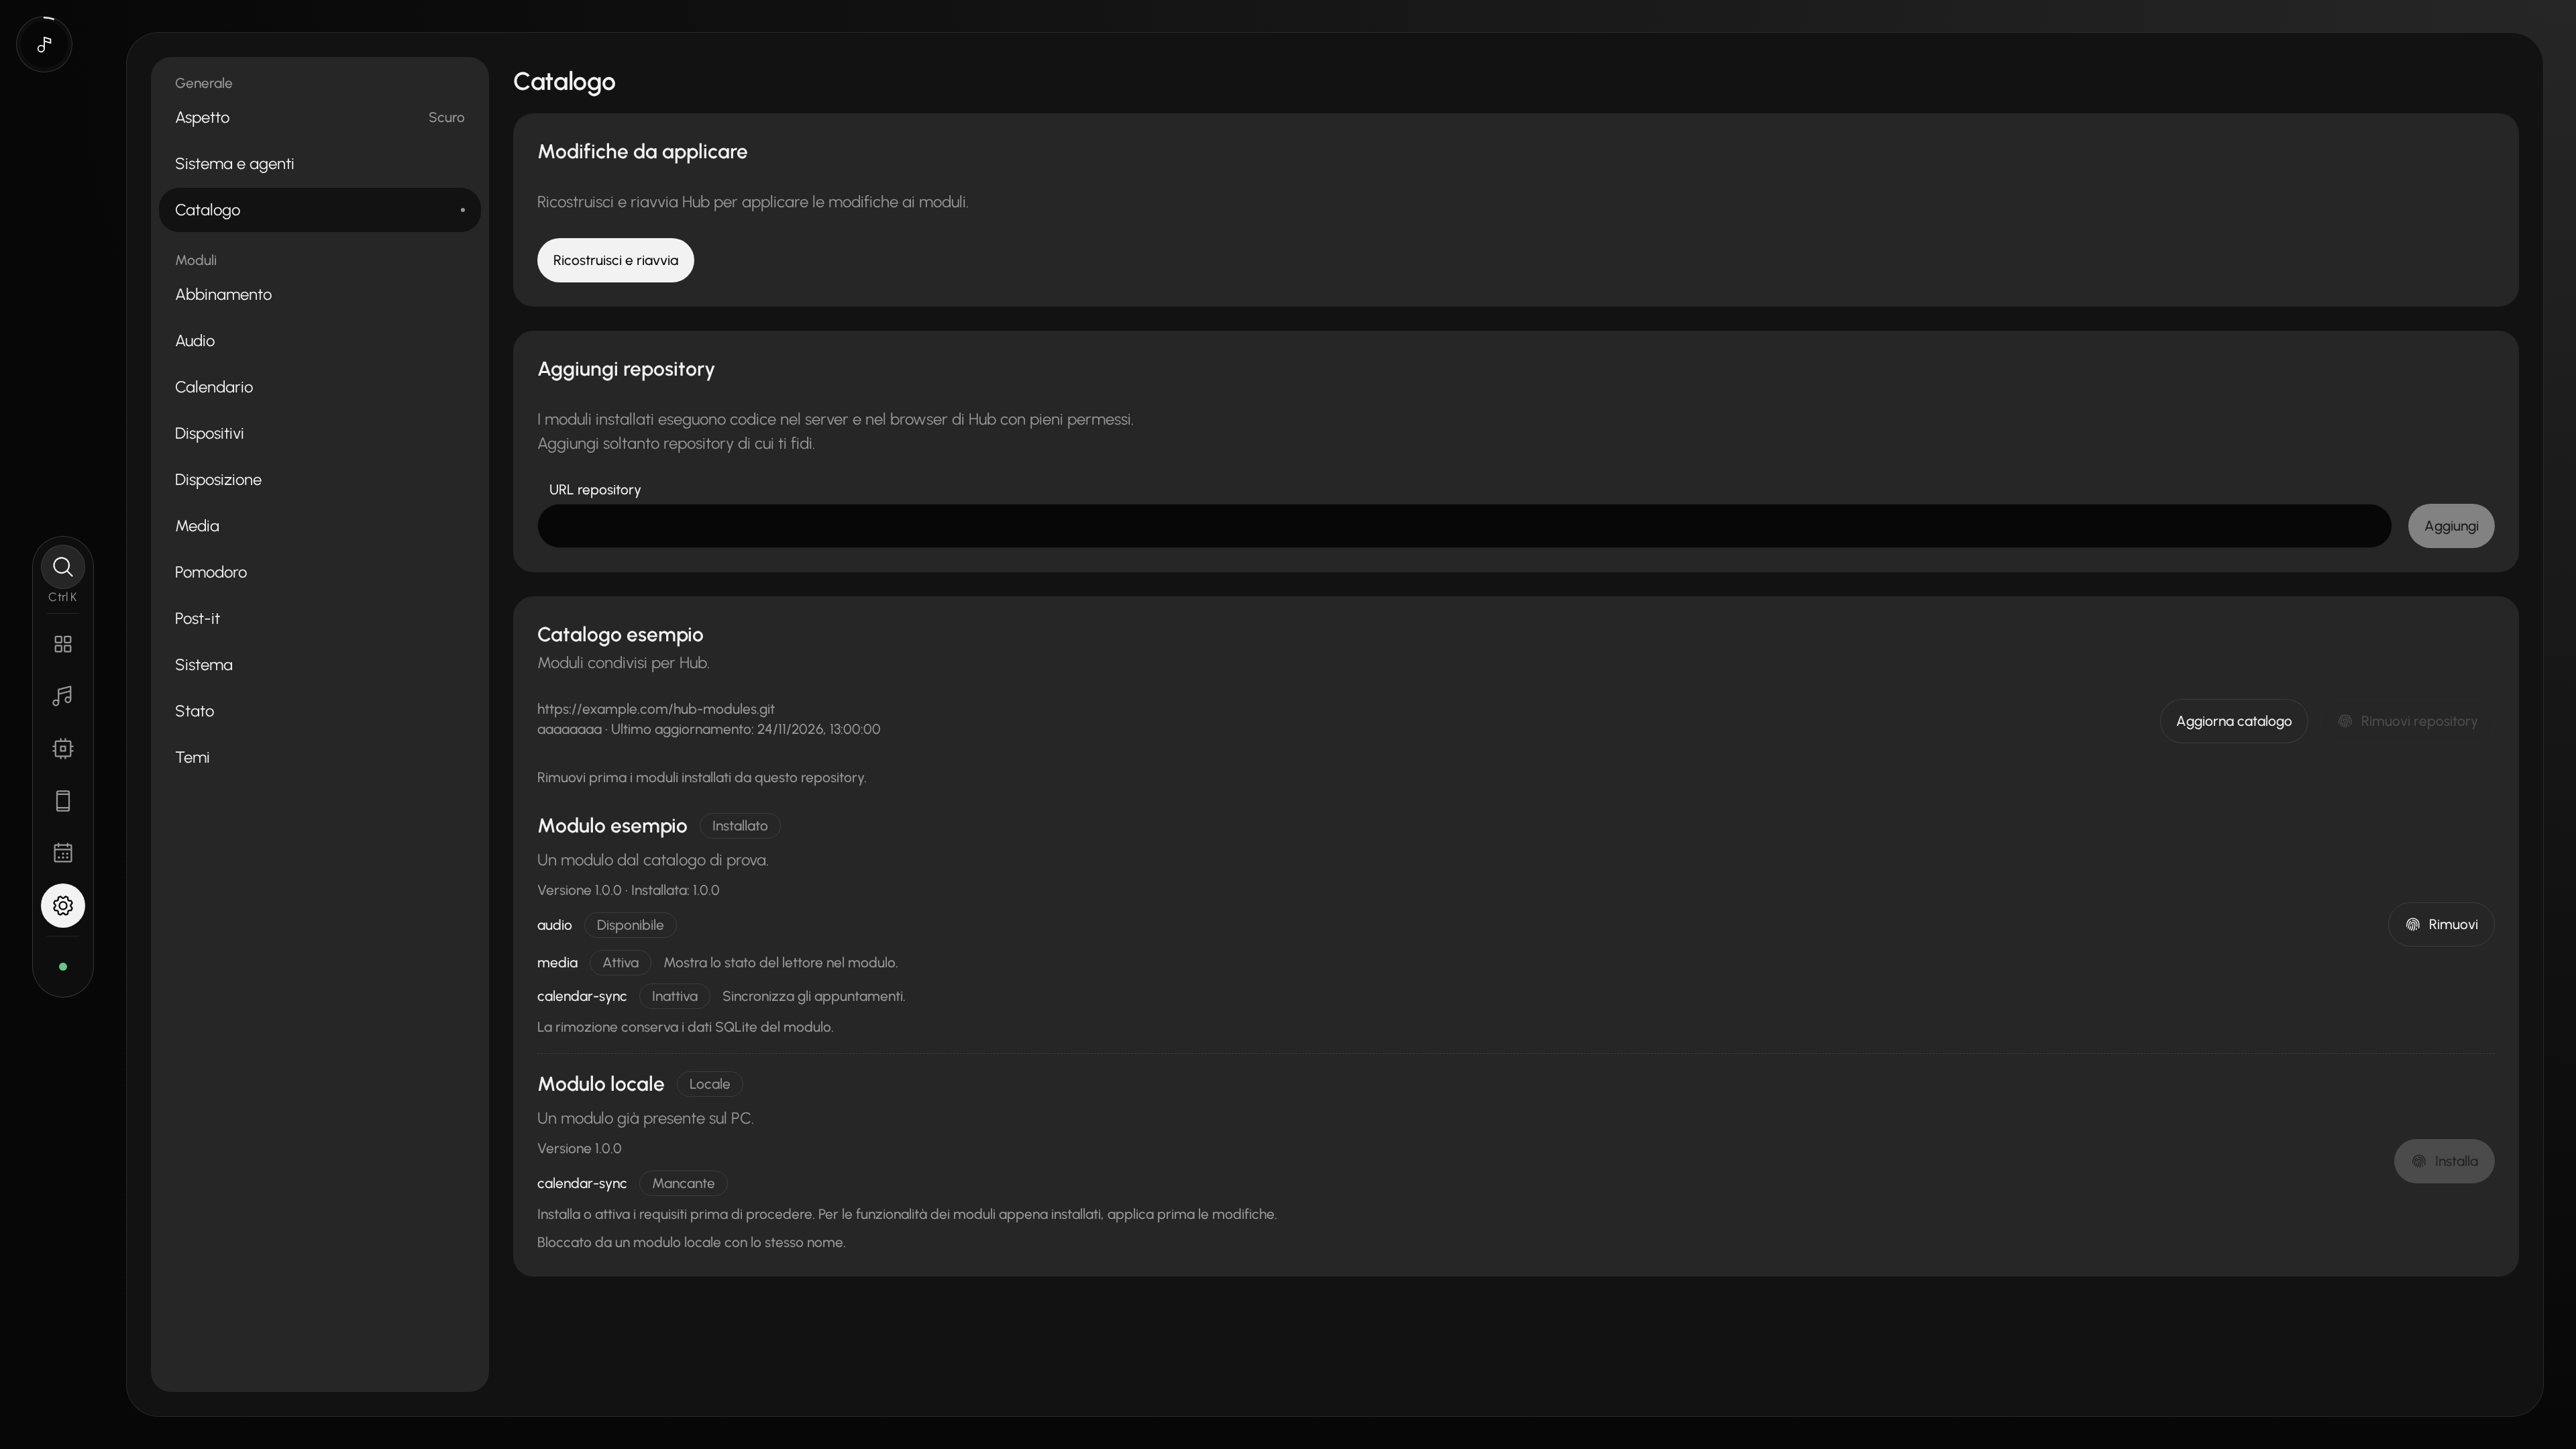 Generale
Aspetto
Scuro
Sistema e agenti
Catalogo
Moduli
Abbinamento
Audio
Calendario
Dispositivi
Disposizione
Media
Pomodoro
Post-it
Sistema
Stato
Temi
Ctrl K
Catalogo
Modifiche da applicare
Ricostruisci e riavvia Hub per applicare le modifiche ai moduli.
Ricostruisci e riavvia
Aggiungi repository
I moduli installati eseguono codice nel server e nel browser di Hub con pieni permessi.
Aggiungi soltanto repository di cui ti fidi.
URL repository
Aggiungi
Catalogo esempio
Moduli condivisi per Hub.
https://example.com/hub-modules.git
aaaaaaaa · Ultimo aggiornamento: 24/11/2026, 13:00:00
Aggiorna catalogo
Rimuovi repository
Rimuovi prima i moduli installati da questo repository.
Modulo esempio Installato
Un modulo dal catalogo di prova.
Versione 1.0.0 · Installata: 1.0.0
audio Disponibile
Rimuovi
media Attiva Mostra lo stato del lettore nel modulo.
calendar-sync Inattiva Sincronizza gli appuntamenti.
La rimozione conserva i dati SQLite del modulo.
Modulo locale Locale
Un modulo già presente sul PC.
Versione 1.0.0
Installa
calendar-sync Mancante
Installa o attiva i requisiti prima di procedere. Per le funzionalità dei moduli appena installati, applica prima le modifiche.
Bloccato da un modulo locale con lo stesso nome.